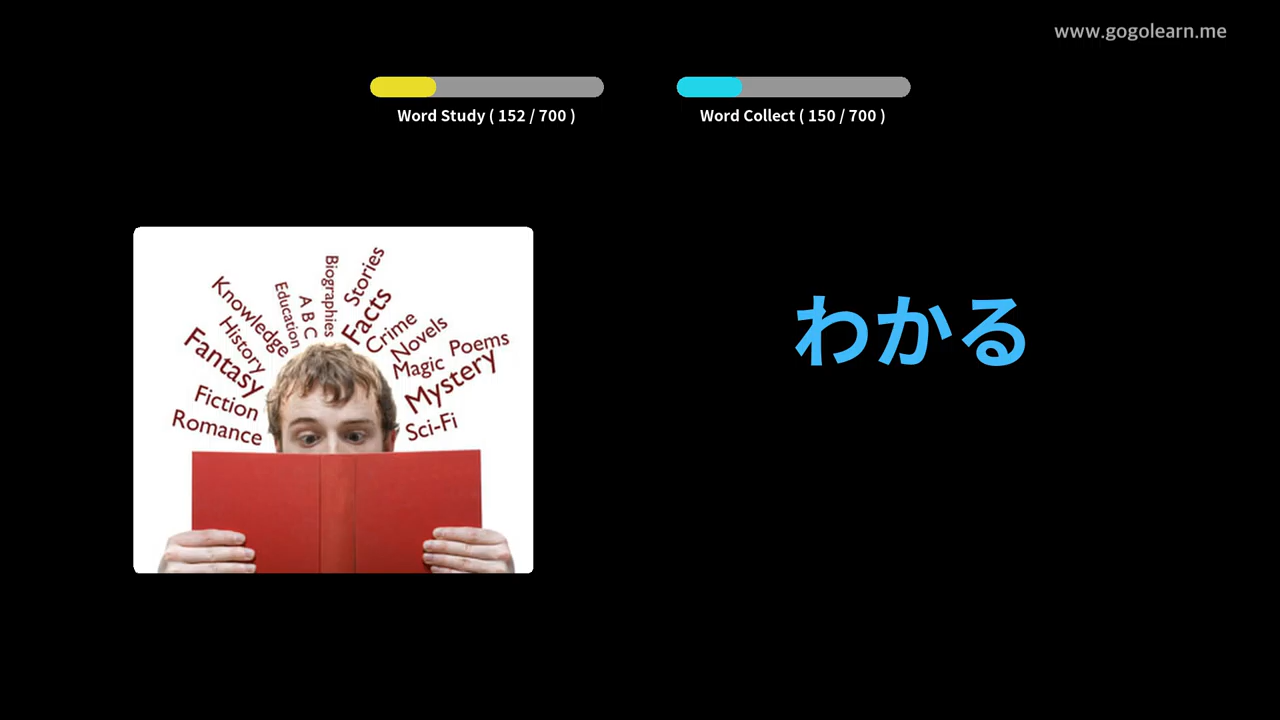 www.gogolearn.me
Word Study ( 152 / 700 )
Word Collect ( 150 / 700 )
Romance
Fiction
Fantasy
History
Knowledge
Education
A B C
Biographies
Stories
Facts
Crime
Novels
Magic
Poems
Mystery
Sci-Fi
わかる